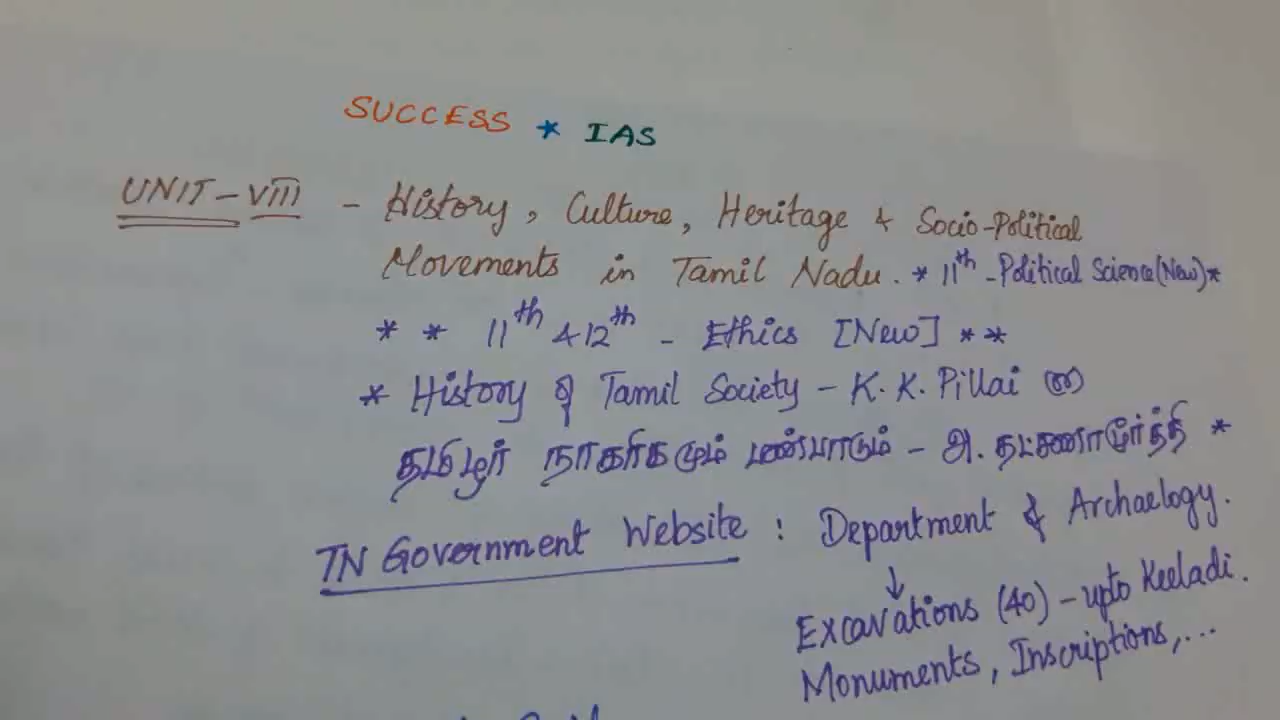 SUCCESS * IAS
UNIT-VIII - History, Culture, Heritage & Socio-Political
Movements in Tamil Nadu. * 11th - Political Science (New) *
* * 11th & 12th - Ethics [New] * *
* History of Tamil Society - K. K. Pillai (or)
தமிழர் நாகரிகமும் பண்பாடும் - அ. தட்சணாமூர்த்தி *
TN Government Website : Department of Archaelogy.
↓
Excavations (40) - upto Keeladi.
Monuments, Inscriptions,...